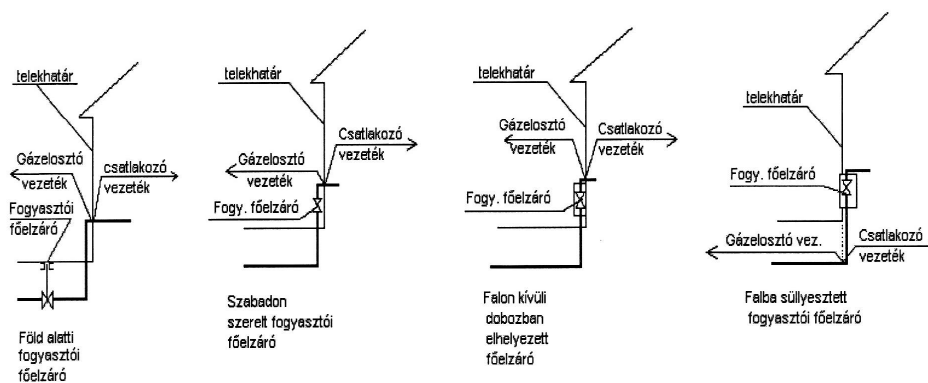 telekhatár
Gázelosztó
vezeték
csatlakozó
vezeték
Fogyasztói
főelzáró
Föld alatti
fogyasztói
főelzáró
telekhatár
Gázelosztó
vezeték
Csatlakozó
vezeték
Fogy. főelzáró
Szabadon
szerelt fogyasztói
főelzáró
telekhatár
Gázelosztó
vezeték
Csatlakozó
vezeték
Fogy. főelzáró
Falon kívüli
dobozban
elhelyezett
főelzáró
telekhatár
Fogy. főelzáró
Gázelosztó vez.
Csatlakozó
vezeték
Falba süllyesztett
fogyasztói főelzáró